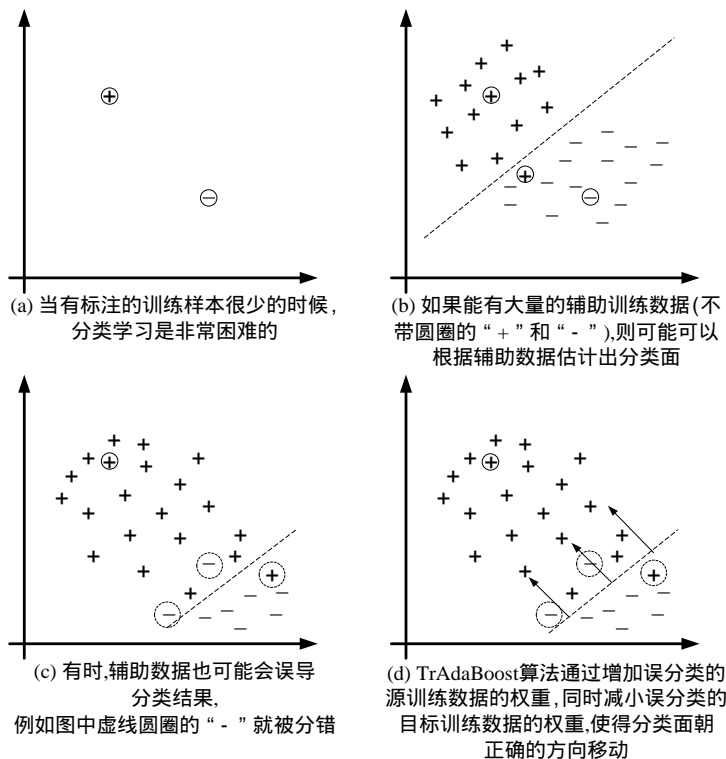 (a) 当有标注的训练样本很少的时候，
分类学习是非常困难的
(b) 如果能有大量的辅助训练数据(不
带圆圈的“+”和“-”),则可能可以
根据辅助数据估计出分类面
(c) 有时,辅助数据也可能会误导
分类结果,
例如图中虚线圆圈的“-”就被分错
(d) TrAdaBoost算法通过增加误分类的
源训练数据的权重，同时减小误分类的
目标训练数据的权重,使得分类面朝
正确的方向移动